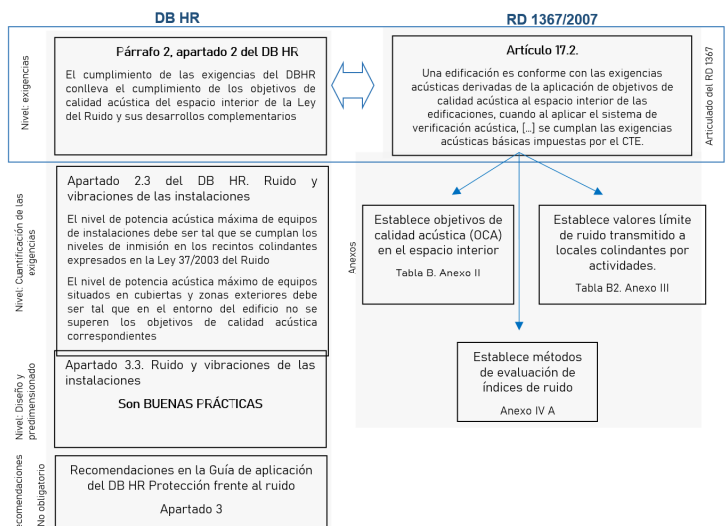 DB HR
RD 1367/2007
Nivel: exigencias
Párrafo 2, apartado 2 del DB HR
El cumplimiento de las exigencias del DBHR
conlleva el cumplimiento de los objetivos de
calidad acústica del espacio interior de la Ley
del Ruido y sus desarrollos complementarios
Artículo 17.2.
Una edificación es conforme con las exigencias
acústicas derivadas de la aplicación de objetivos de
calidad acústica al espacio interior de las
edificaciones, cuando al aplicar el sistema de
verificación acústica, [...] se cumplan las exigencias
acústicas básicas impuestas por el CTE.
Articulado del RD 1367
Nivel: Cuantificación de las
exigencias
Apartado 2.3 del DB HR. Ruido y
vibraciones de las instalaciones
El nivel de potencia acústica máxima de equipos
de instalaciones debe ser tal que se cumplan los
niveles de inmisión en los recintos colindantes
expresados en la Ley 37/2003 del Ruido
El nivel de potencia acústica máximo de equipos
situados en cubiertas y zonas exteriores debe
ser tal que en el entorno del edificio no se
superen los objetivos de calidad acústica
correspondientes
Anexos
Establece objetivos de
calidad acústica (OCA)
en el espacio interior
Tabla B. Anexo II
Establece valores límite
de ruido transmitido a
locales colindantes por
actividades.
Tabla B2. Anexo III
Establece métodos
de evaluación de
índices de ruido
Anexo IV A
Nivel: Diseño y
predimensionado
Apartado 3.3. Ruido y vibraciones de las
instalaciones
Son BUENAS PRÁCTICAS
comendaciones
No obligatorio
Recomendaciones en la Guía de aplicación
del DB HR Protección frente al ruido
Apartado 3